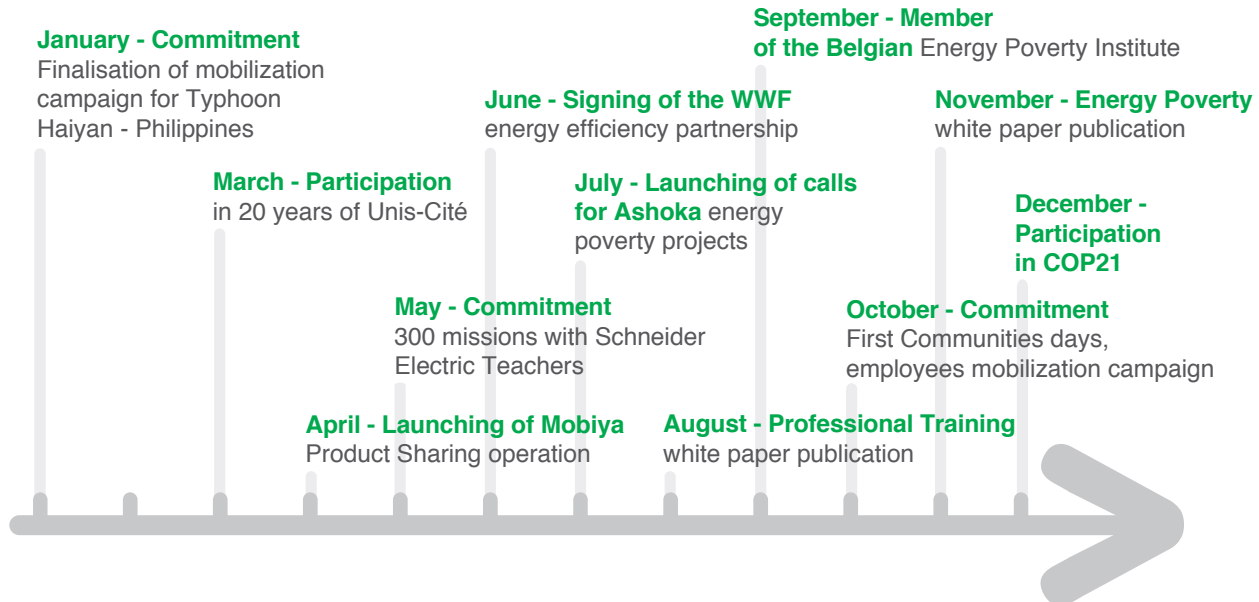 January - Commitment
Finalisation of mobilization
campaign for Typhoon
Haiyan - Philippines
March - Participation
in 20 years of Unis-Cité
April - Launching of Mobiya
Product Sharing operation
May - Commitment
300 missions with Schneider
Electric Teachers
June - Signing of the WWF
energy efficiency partnership
July - Launching of calls
for Ashoka energy
poverty projects
August - Professional Training
white paper publication
September - Member
of the Belgian Energy Poverty Institute
October - Commitment
First Communities days,
employees mobilization campaign
November - Energy Poverty
white paper publication
December -
Participation
in COP21